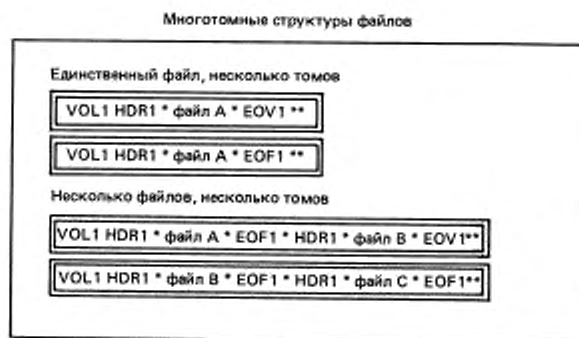 Многотомные структуры файлов
Единственный файл, несколько томов
VOL1 HDR1 * файл А * EOV1 **
VOL1 HDR1 * файл А * EOF1 **
Несколько файлов, несколько томов
VOL1 HDR1 * файл А * EOF1 * HDR1 * файл В * EOV1**
VOL1 HDR1 * файл В * EOF1 * HDR1 * файл С * EOF1**